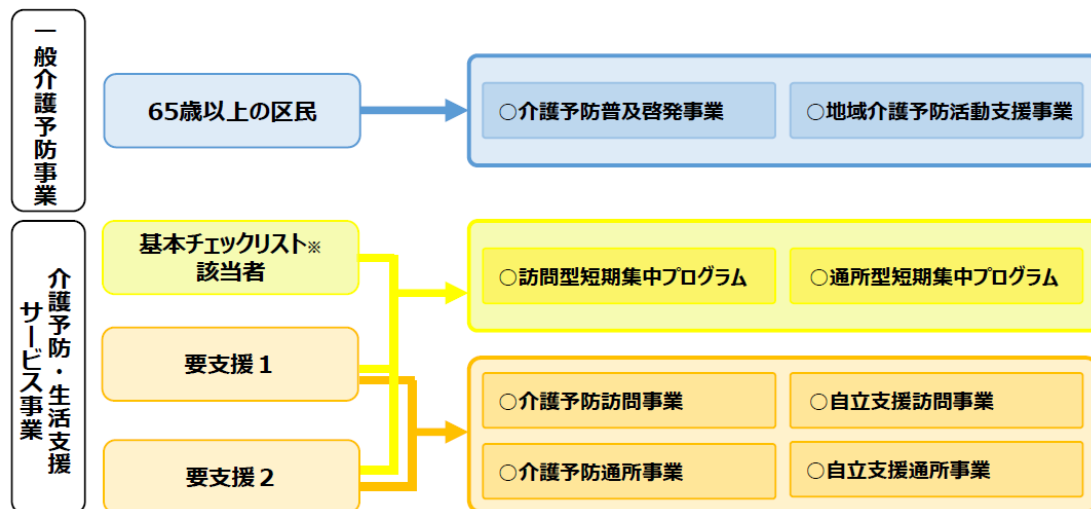 一般介護予防事業
65歳以上の区民
○介護予防普及啓発事業
○地域介護予防活動支援事業
介護予防・生活支援
サービス事業
基本チェックリスト※
該当者
○訪問型短期集中プログラム
○通所型短期集中プログラム
要支援1
要支援2
○介護予防訪問事業
○自立支援訪問事業
○介護予防通所事業
○自立支援通所事業